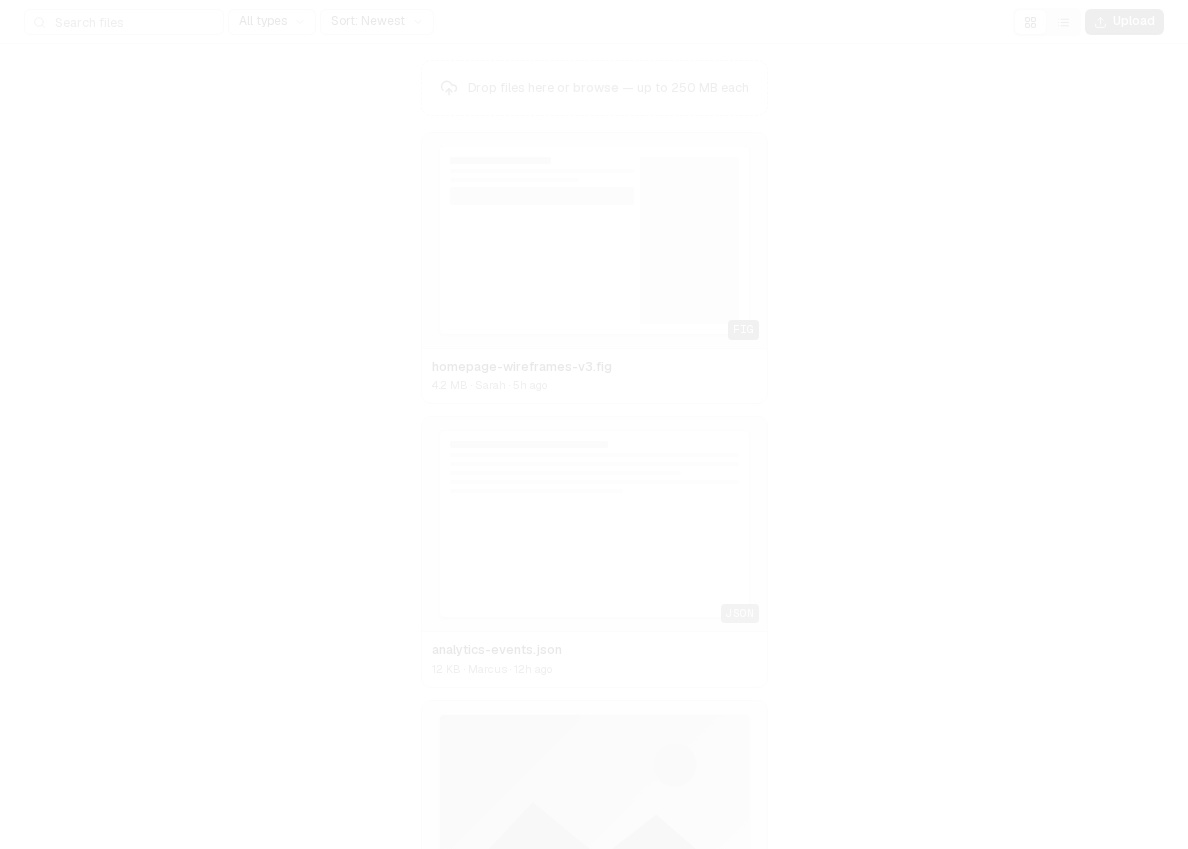 Search files
All types
Sort: Newest
Upload
Drop files here or browse — up to 250 MB each
FIG
homepage-wireframes-v3.fig
4.2 MB · Sarah · 5h ago
JSON
analytics-events.json
12 KB · Marcus · 12h ago